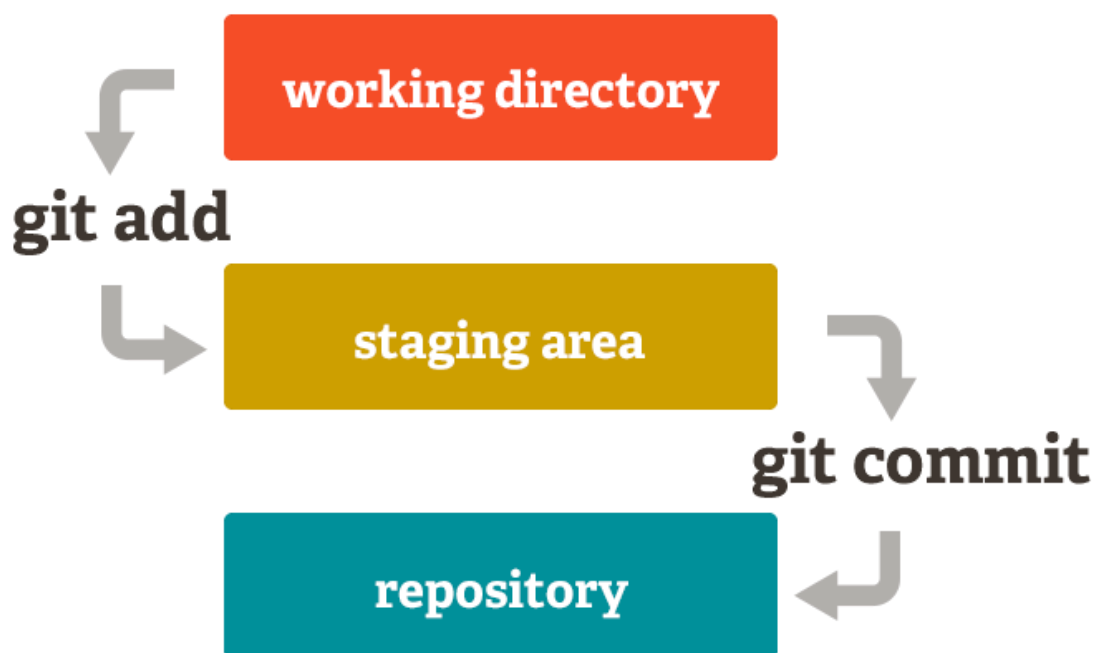 working directory
git add
staging area
git commit
repository